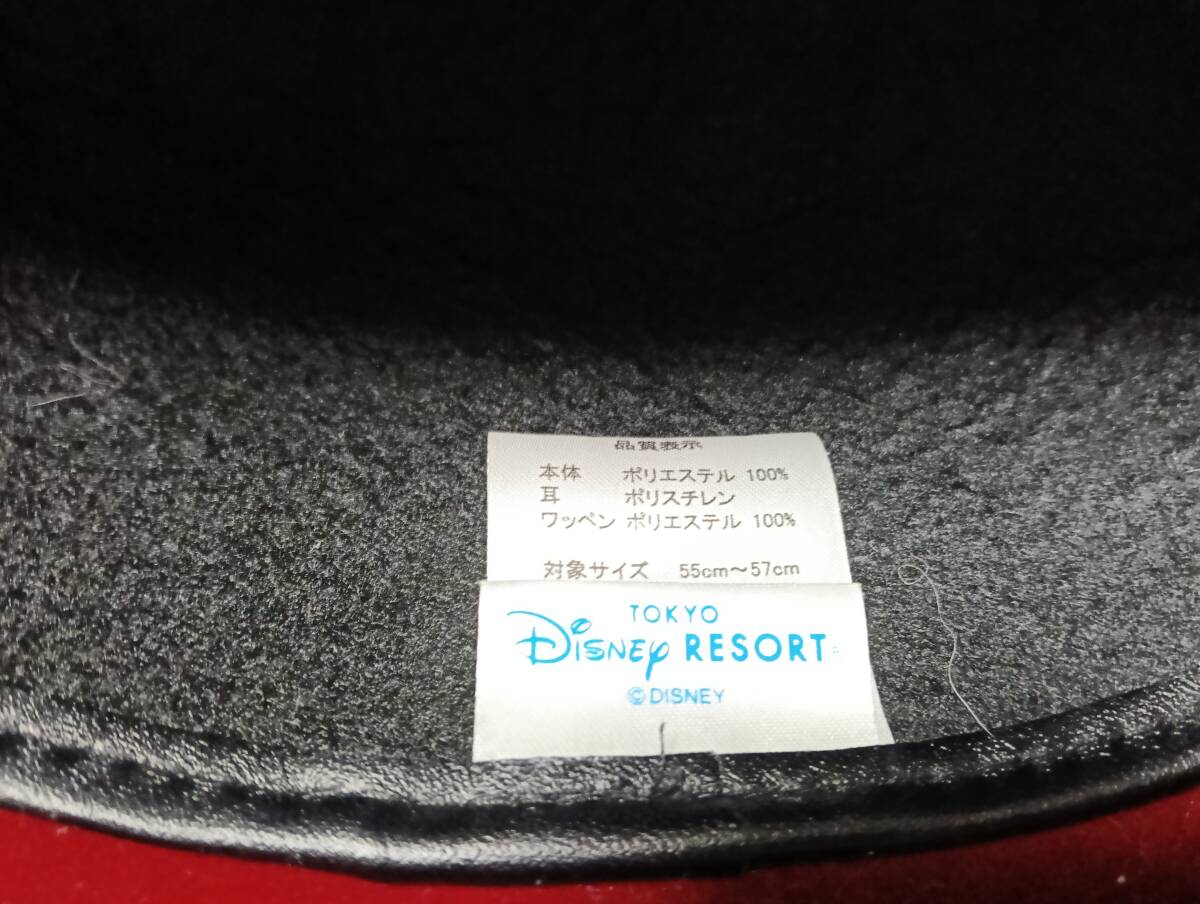 品質表示
本体 ポリエステル 100%
耳 ポリスチレン
ワッペン ポリエステル 100%
対象サイズ 55cm～57cm
TOKYO
Disney RESORT
©DISNEY